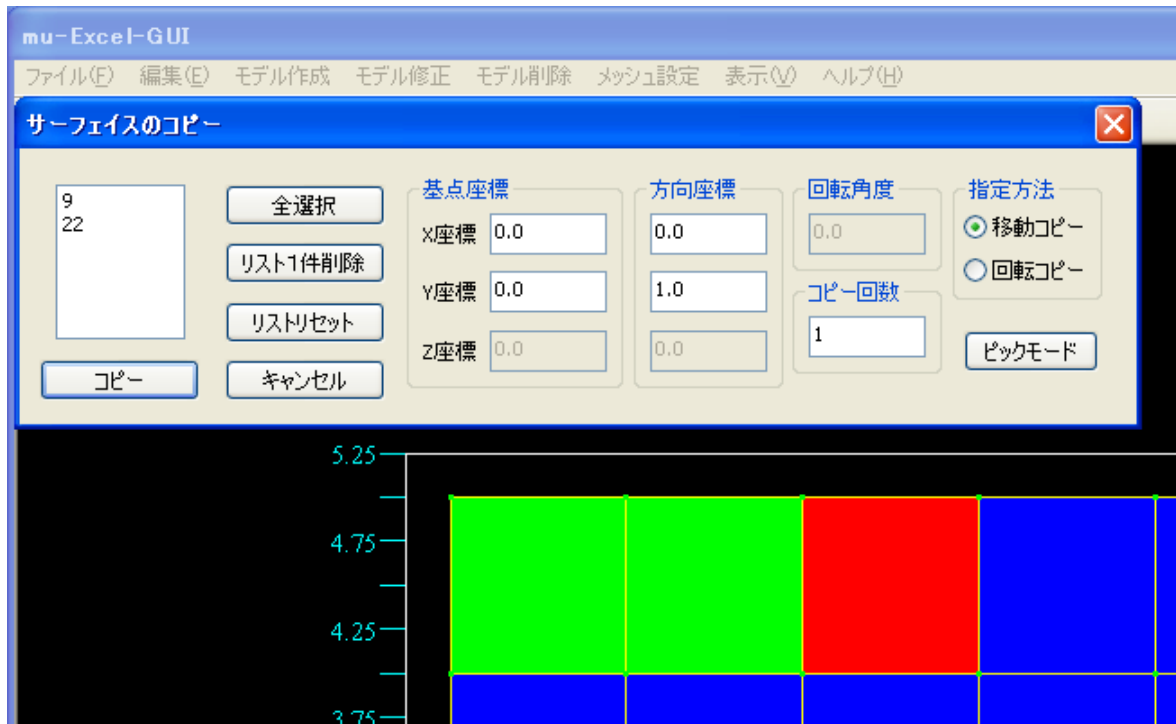 mu-Excel-GUI
ファイル(F) 編集(E) モデル作成 モデル修正 モデル削除 メッシュ設定 表示(V) ヘルプ(H)
サーフェイスのコピー
9
22
コピー
全選択
リスト1件削除
リストリセット
キャンセル
基点座標
X座標 0.0
Y座標 0.0
Z座標 0.0
方向座標
0.0
1.0
0.0
回転角度
0.0
コピー回数
1
指定方法
移動コピー
回転コピー
ピックモード
5.25
4.75
4.25
3.75